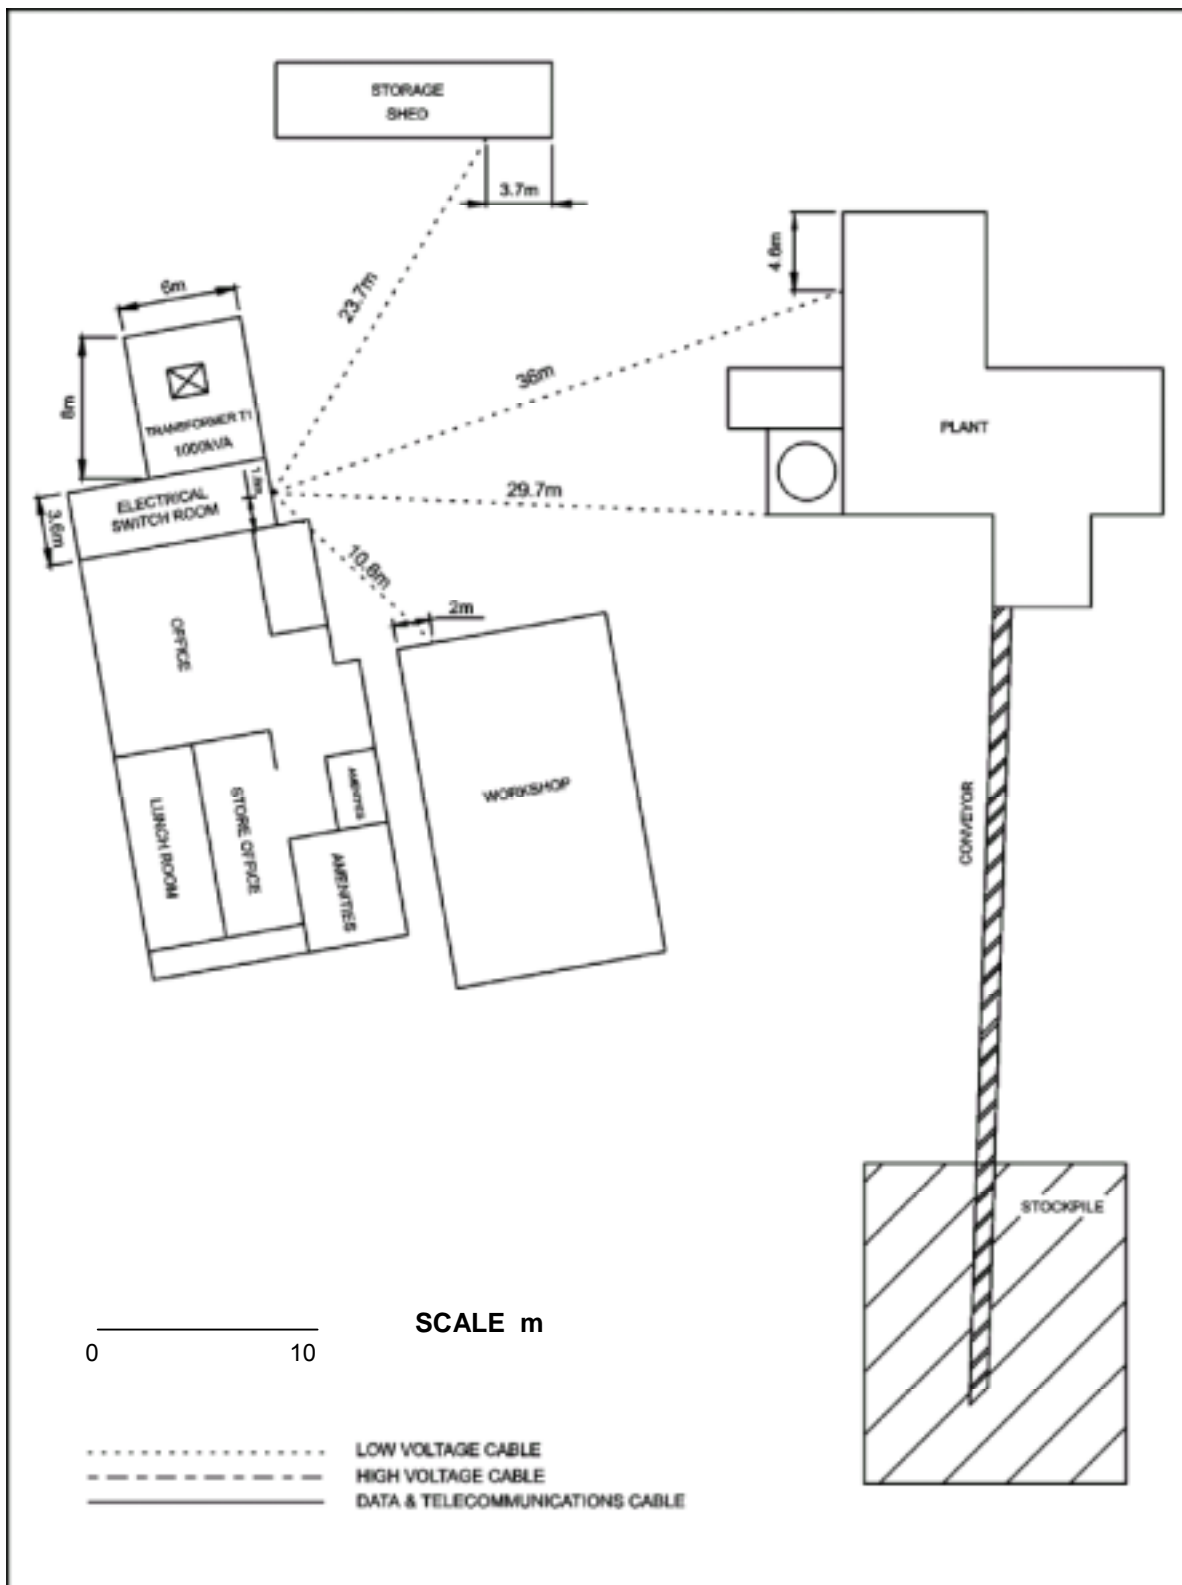 STORAGE
SHED
3.7m
4.6m
23.7m
6m
36m
8m
TRANSFORMER T1
1000kVA
PLANT
1.8m
ELECTRICAL
SWITCH ROOM
29.7m
3.6m
10.6m
2m
OFFICE
WORKSHOP
AMENITIES
LUNCH ROOM
STORE OFFICE
AMENITIES
CONVEYOR
STOCKPILE
SCALE m
0 10
LOW VOLTAGE CABLE
HIGH VOLTAGE CABLE
DATA & TELECOMMUNICATIONS CABLE